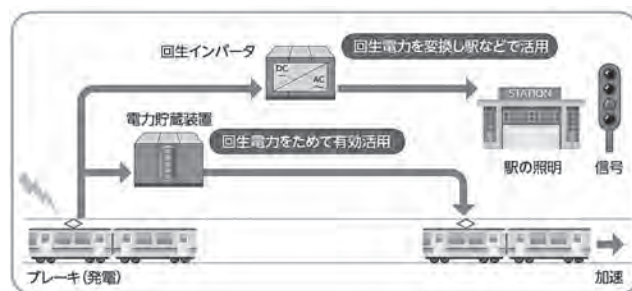 回生インバータ
回生電力を変換し駅などで活用
DC
AC
STATION
電力貯蔵装置
回生電力をためて有効活用
駅の照明
信号
ブレーキ(発電)
加速